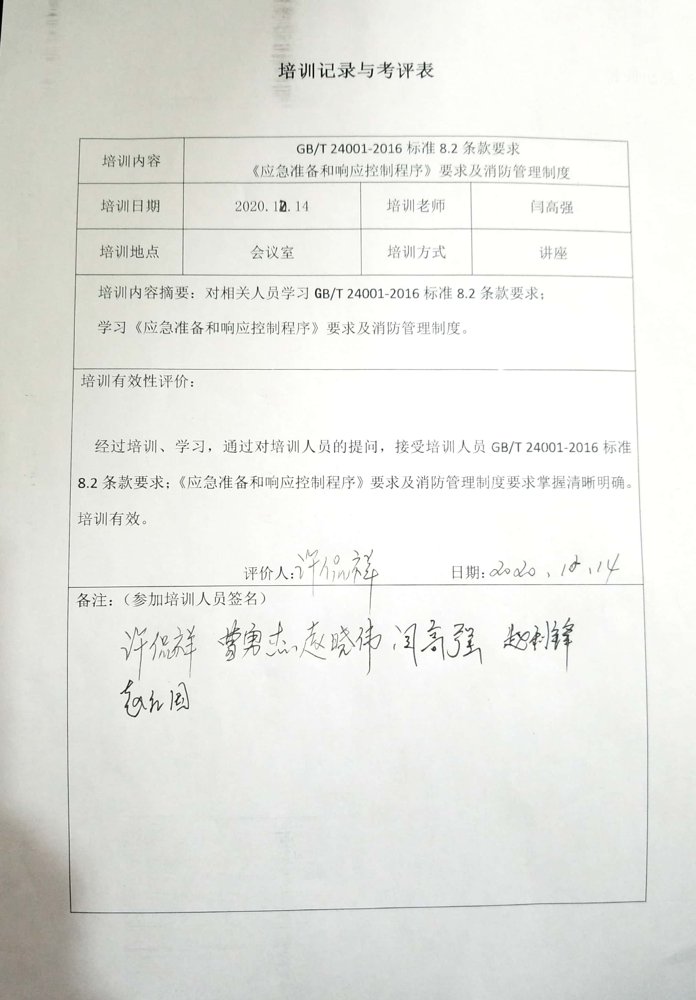 培训记录与考评表
培训内容
GB/T 24001-2016 标准 8.2 条款要求
《应急准备和响应控制程序》要求及消防管理制度
培训日期 2020.12.14 培训老师 闫高强
培训地点 会议室 培训方式 讲座
培训内容摘要：对相关人员学习 GB/T 24001-2016 标准 8.2 条款要求；
学习《应急准备和响应控制程序》要求及消防管理制度。
培训有效性评价：
经过培训、学习，通过对培训人员的提问，接受培训人员 GB/T 24001-2016 标准
8.2 条款要求；《应急准备和响应控制程序》要求及消防管理制度要求掌握清晰明确。
培训有效。
评价人：许侃祥 日期：2020.12.14
备注：（参加培训人员签名）
许侃祥 曹勇杰 赵晓伟 闫高强 赵利锋